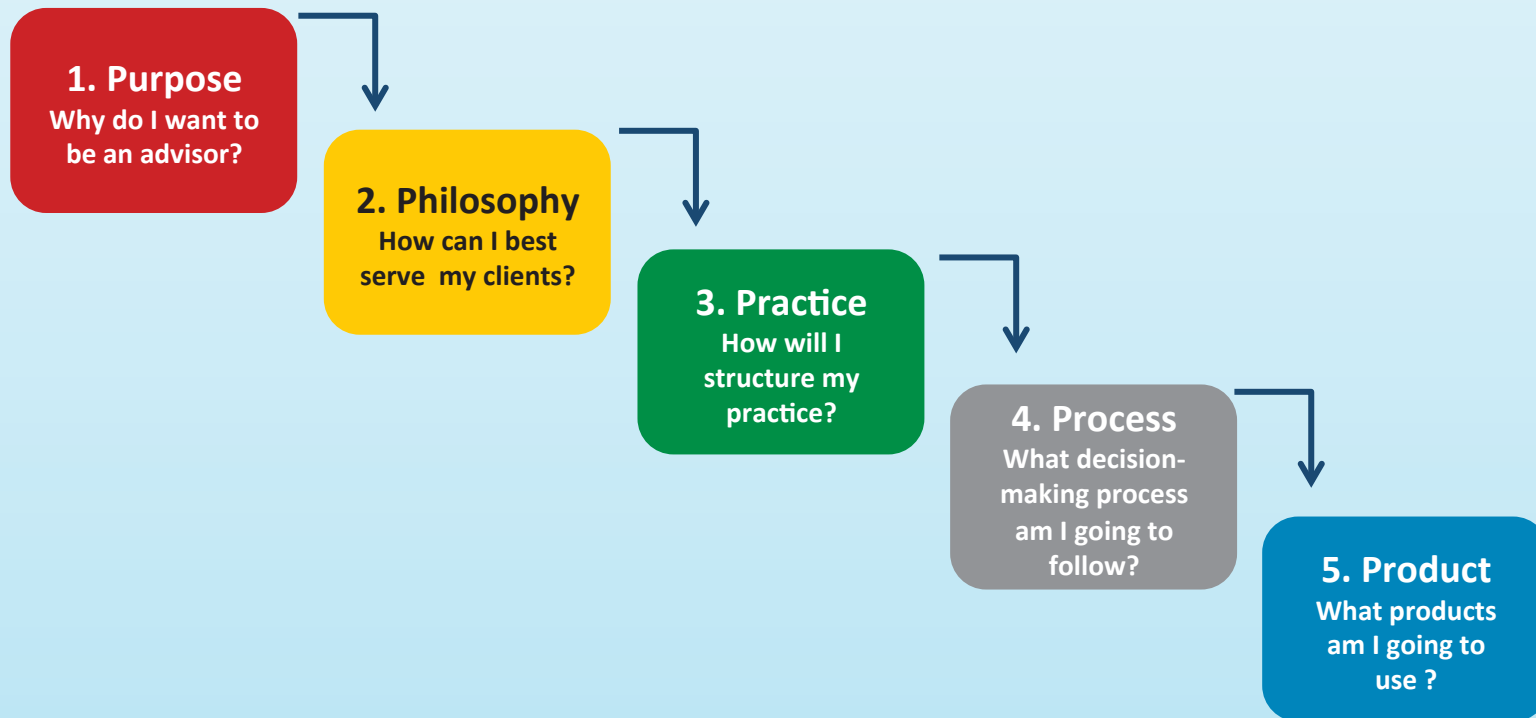 1. Purpose
Why do I want to
be an advisor?
2. Philosophy
How can I best
serve  my clients?
3. Practice
How will I
structure my
practice?
4. Process
What decision-
making process
am I going to
follow?
5. Product
What products
am I going to
use ?